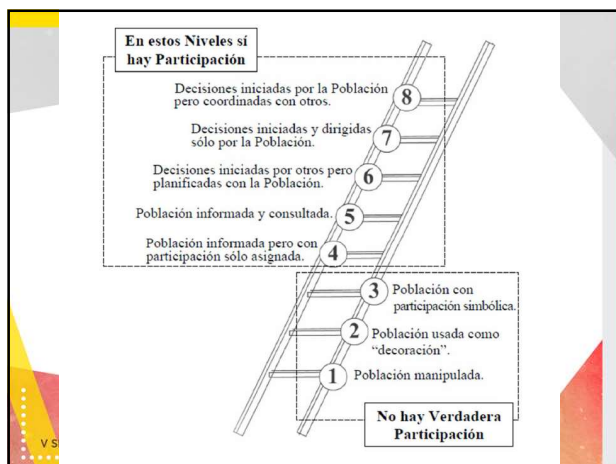 En estos Niveles sí
hay Participación
Decisiones iniciadas por la Población
pero coordinadas con otros.
8
Decisiones iniciadas y dirigidas
sólo por la Población.
7
Decisiones iniciadas por otros pero
planificadas con la Población.
6
Población informada y consultada.
5
Población informada pero con
participación sólo asignada.
4
3
Población con
participación simbólica.
2
Población usada como
“decoración”.
1
Población manipulada.
No hay Verdadera
Participación